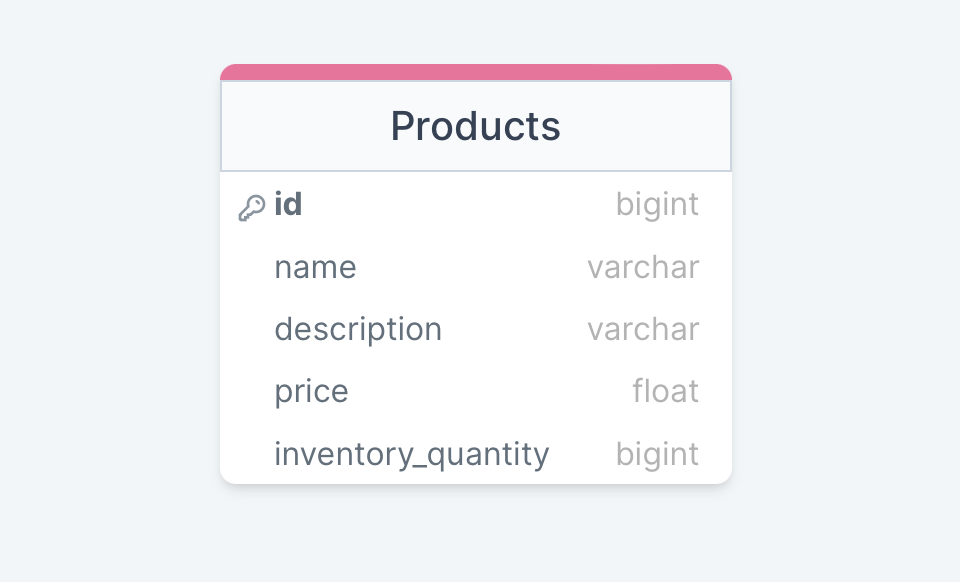 Products
id bigint
name varchar
description varchar
price float
inventory_quantity bigint